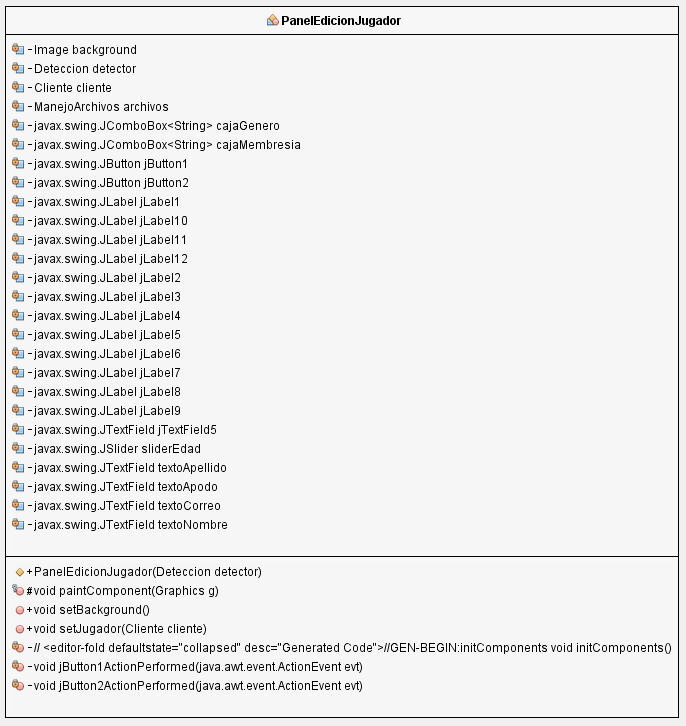 PanelEdicionJugador
-Image background
-Deteccion detector
-Cliente cliente
-ManejoArchivos archivos
-javax.swing.JComboBox<String> cajaGenero
-javax.swing.JComboBox<String> cajaMembresia
-javax.swing.JButton jButton1
-javax.swing.JButton jButton2
-javax.swing.JLabel jLabel1
-javax.swing.JLabel jLabel10
-javax.swing.JLabel jLabel11
-javax.swing.JLabel jLabel12
-javax.swing.JLabel jLabel2
-javax.swing.JLabel jLabel3
-javax.swing.JLabel jLabel4
-javax.swing.JLabel jLabel5
-javax.swing.JLabel jLabel6
-javax.swing.JLabel jLabel7
-javax.swing.JLabel jLabel8
-javax.swing.JLabel jLabel9
-javax.swing.JTextField jTextField5
-javax.swing.JSlider sliderEdad
-javax.swing.JTextField textoApellido
-javax.swing.JTextField textoApodo
-javax.swing.JTextField textoCorreo
-javax.swing.JTextField textoNombre
+PanelEdicionJugador(Deteccion detector)
#void paintComponent(Graphics g)
+void setBackground()
+void setJugador(Cliente cliente)
-// <editor-fold defaultstate="collapsed" desc="Generated Code">//GEN-BEGIN:initComponents void initComponents()
-void jButton1ActionPerformed(java.awt.event.ActionEvent evt)
-void jButton2ActionPerformed(java.awt.event.ActionEvent evt)